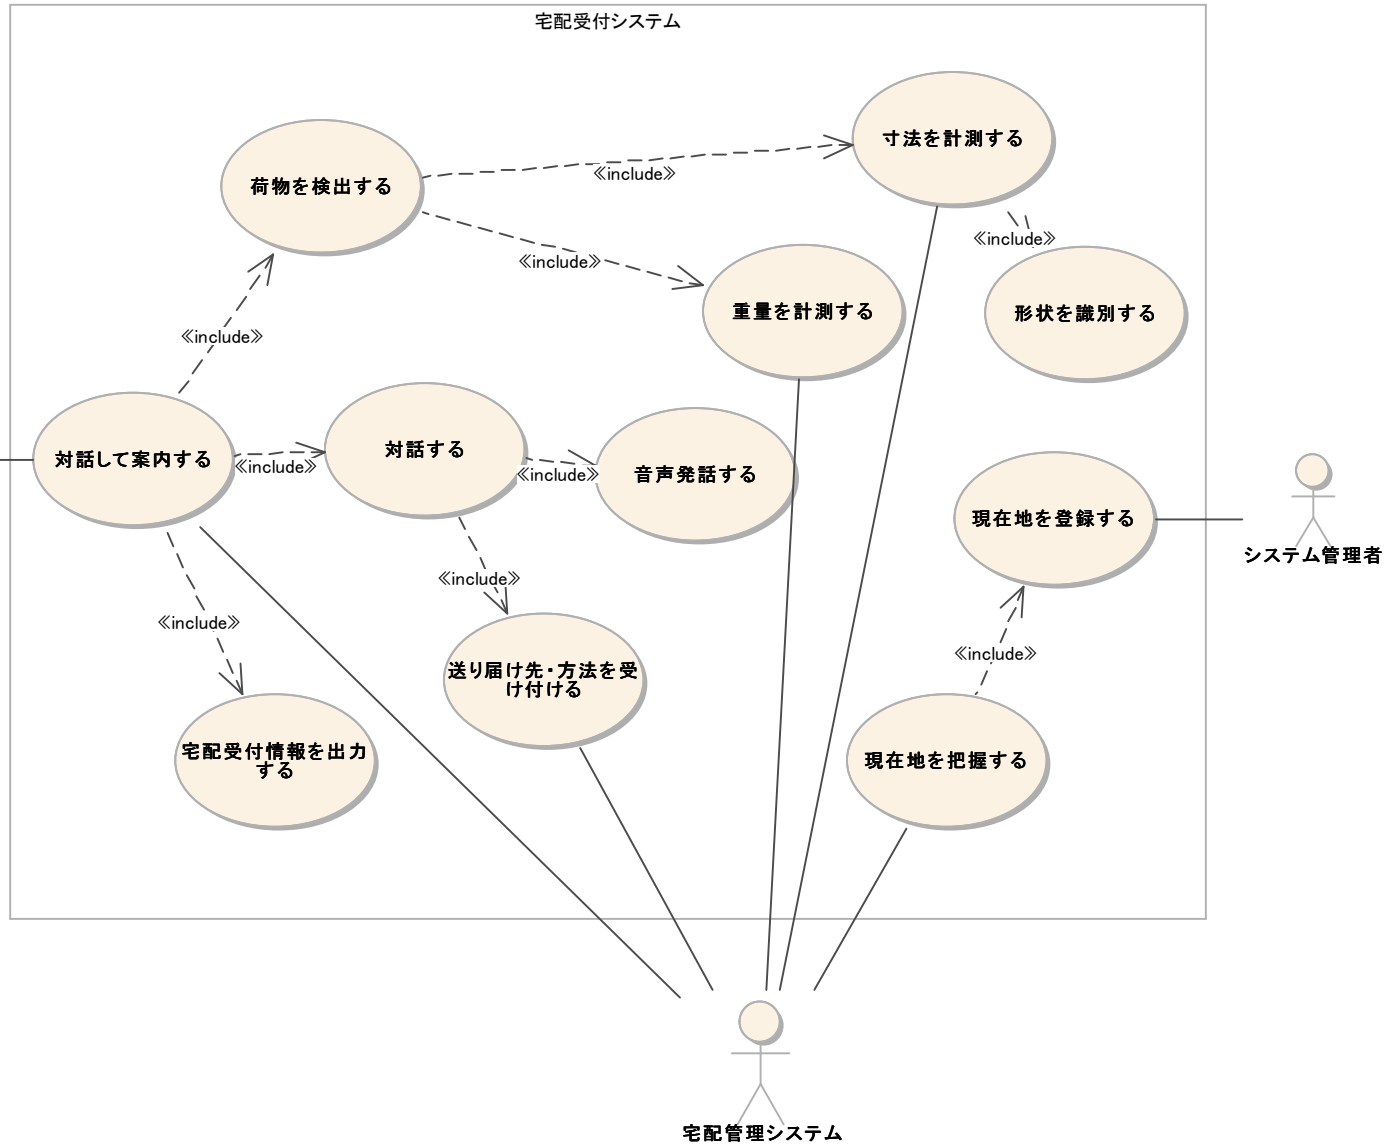 宅配受付システム
寸法を計測する
荷物を検出する
《include》
《include》
《include》
重量を計測する
形状を識別する
《include》
対話して案内する
《include》
対話する
《include》
音声発話する
現在地を登録する
システム管理者
《include》
《include》
《include》
送り届け先・方法を受
け付ける
宅配受付情報を出力
する
現在地を把握する
宅配管理システム